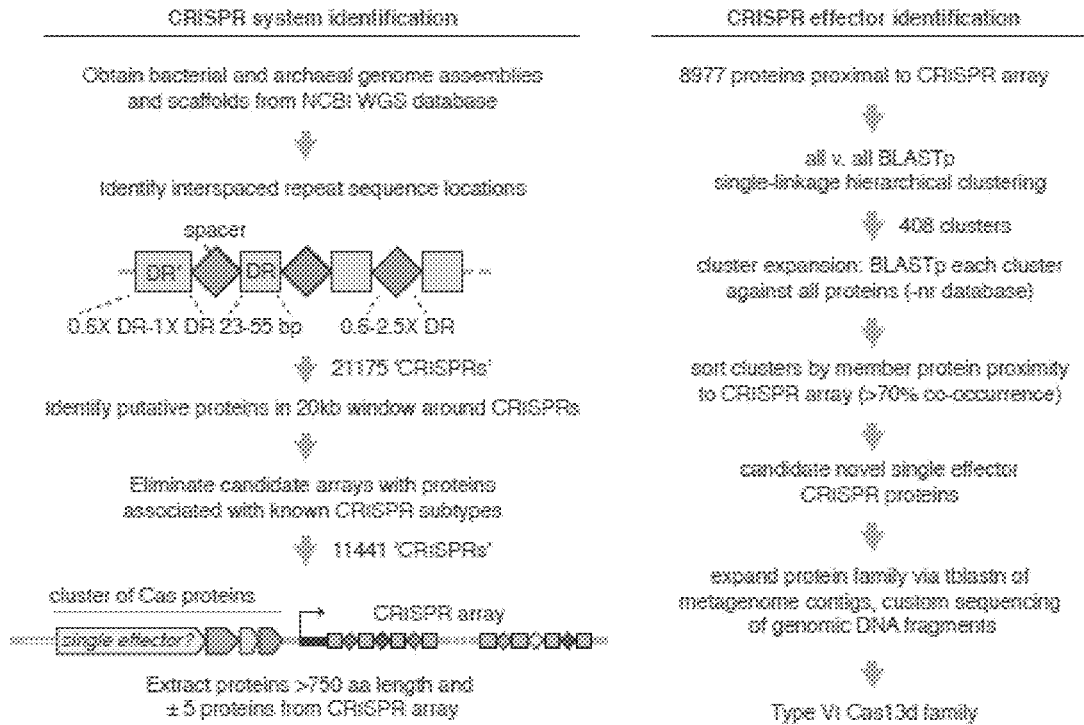 CRISPR system identification
Obtain bacterial and archaeal genome assemblies
and scaffolds from NCBI WGS database
Identify interspaced repeat sequence locations
spacer
DR* DR
0.6X DR-1X DR 23-55 bp 0.6-2.5X DR
21175 'CRISPRs'
Identify putative proteins in 20kb window around CRISPRs
Eliminate candidate arrays with proteins
associated with known CRISPR subtypes
11441 'CRISPRs'
cluster of Cas proteins
CRISPR array
single effector?
Extract proteins >750 aa length and
± 5 proteins from CRISPR array
CRISPR effector identification
8977 proteins proximal to CRISPR array
all v. all BLASTp
single-linkage hierarchical clustering
408 clusters
cluster expansion: BLASTp each cluster
against all proteins (-nr database)
sort clusters by member protein proximity
to CRISPR array (>70% co-occurrence)
candidate novel single effector
CRISPR proteins
expand protein family via tblastn of
metagenome contigs, custom sequencing
of genomic DNA fragments
Type VI Cas13d family